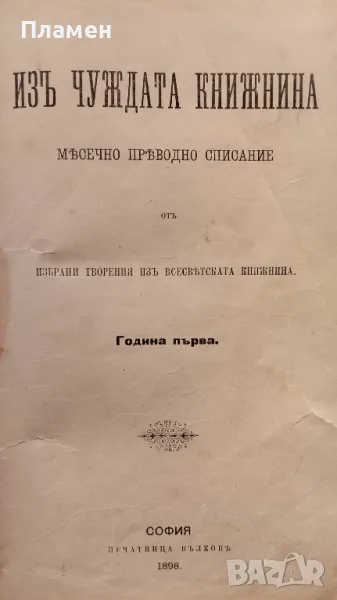 Пламен
ИЗЪ ЧУЖДАТА КНИЖНИНА
МѢСЕЧНО ПРѢВОДНО СПИСАНИЕ
ОТЪ
ИЗБРАНИ ТВОРЕНИЯ ИЗЪ ВСЕСВѢТСКАТА КНИЖНИНА.
Година първа.
СОФИЯ
ПЕЧАТНИЦА ВЪЛКОВЪ
1898.
BAZAR